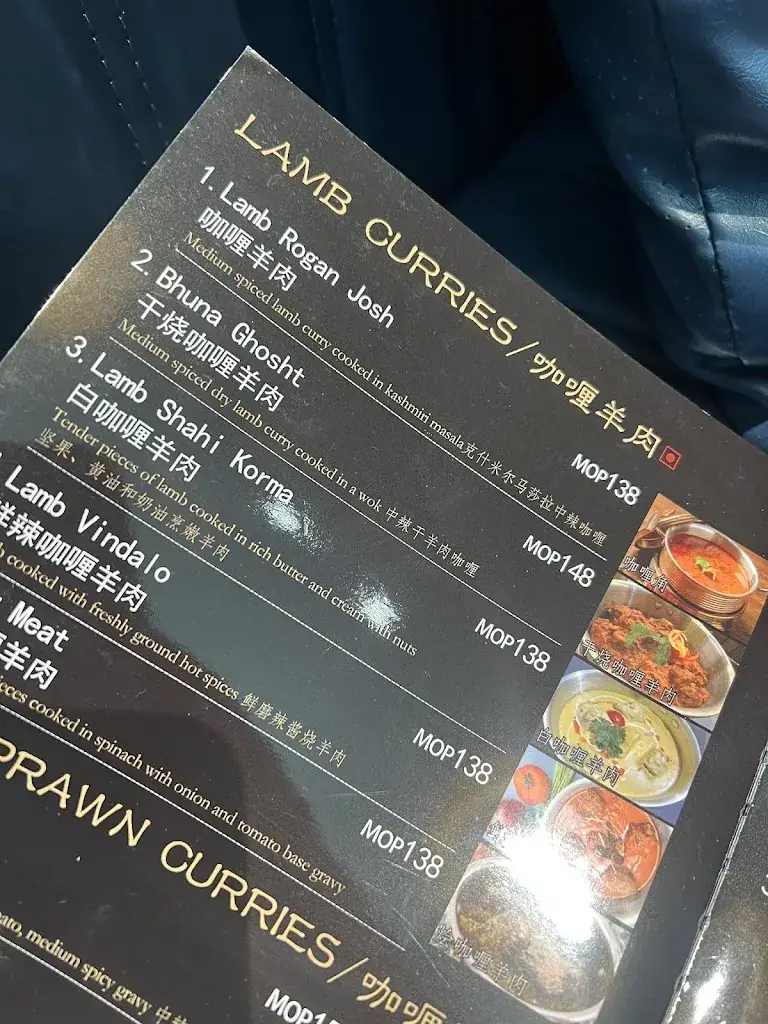 LAMB CURRIES/咖喱羊肉
1. Lamb Rogan Josh
咖喱羊肉
MOP138
Medium spiced lamb curry cooked in kashmiri masala克什米尔马莎拉中辣咖喱
2. Bhuna Ghosht
干烧咖喱羊肉
MOP148
Medium spiced dry lamb curry cooked in a wok 中辣干羊肉咖喱
3. Lamb Shahi Korma
白咖喱羊肉
MOP138
Tender pieces of lamb cooked in rich butter and cream with nuts
坚果、黄油和奶油烹嫩羊肉
Lamb Vindalo
辣咖喱羊肉
MOP138
cooked with freshly ground hot spices 鲜磨辣酱烧羊肉
Meat
羊肉
MOP138
cooked in spinach with onion and tomato base gravy
PRAWN CURRIES/咖喱
medium spicy gravy 中
咖喱角
干烧咖喱羊肉
白咖喱羊肉
咖喱羊肉